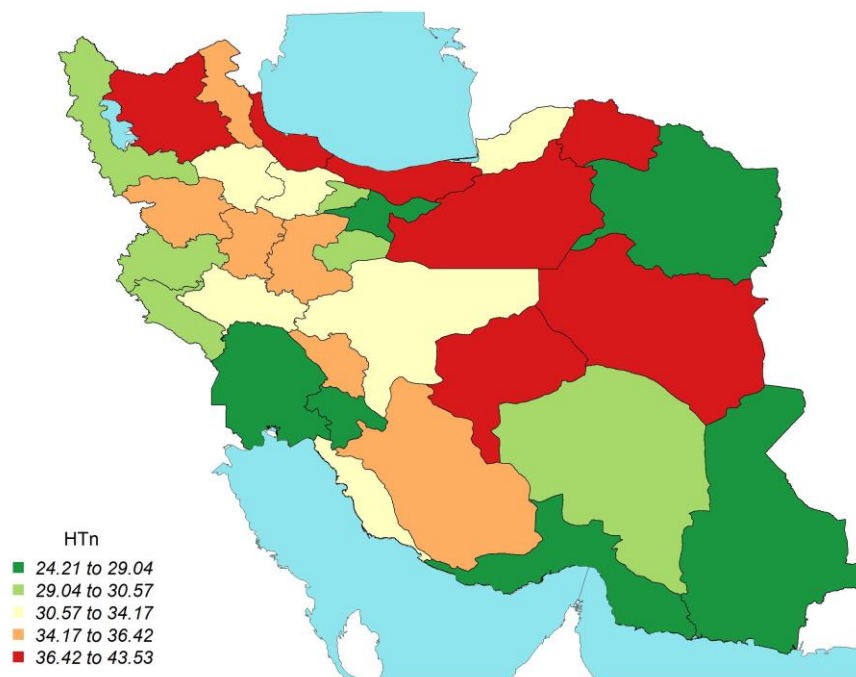 HTn
24.21 to 29.04
29.04 to 30.57
30.57 to 34.17
34.17 to 36.42
36.42 to 43.53